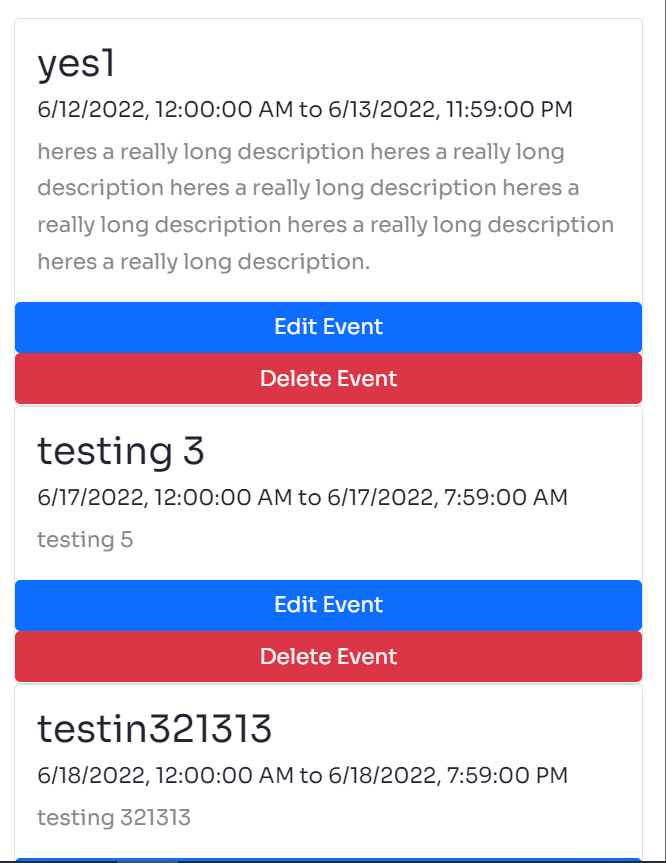 yes1
6/12/2022, 12:00:00 AM to 6/13/2022, 11:59:00 PM
heres a really long description heres a really long
description heres a really long description heres a
really long description heres a really long description
heres a really long description.
Edit Event
Delete Event
testing 3
6/17/2022, 12:00:00 AM to 6/17/2022, 7:59:00 AM
testing 5
Edit Event
Delete Event
testin321313
6/18/2022, 12:00:00 AM to 6/18/2022, 7:59:00 PM
testing 321313